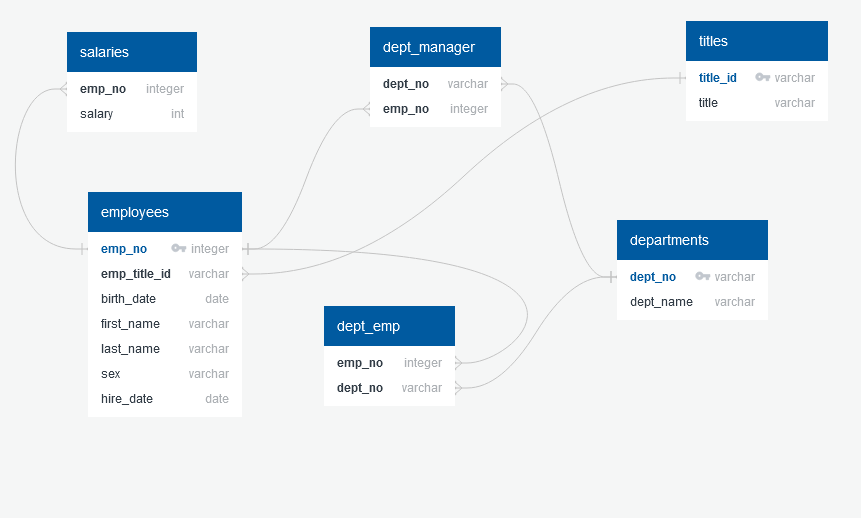 salaries
emp_no integer
salary int
dept_manager
dept_no varchar
emp_no integer
titles
title_id varchar
title varchar
employees
emp_no integer
emp_title_id varchar
birth_date date
first_name varchar
last_name varchar
sex varchar
hire_date date
departments
dept_no varchar
dept_name varchar
dept_emp
emp_no integer
dept_no varchar